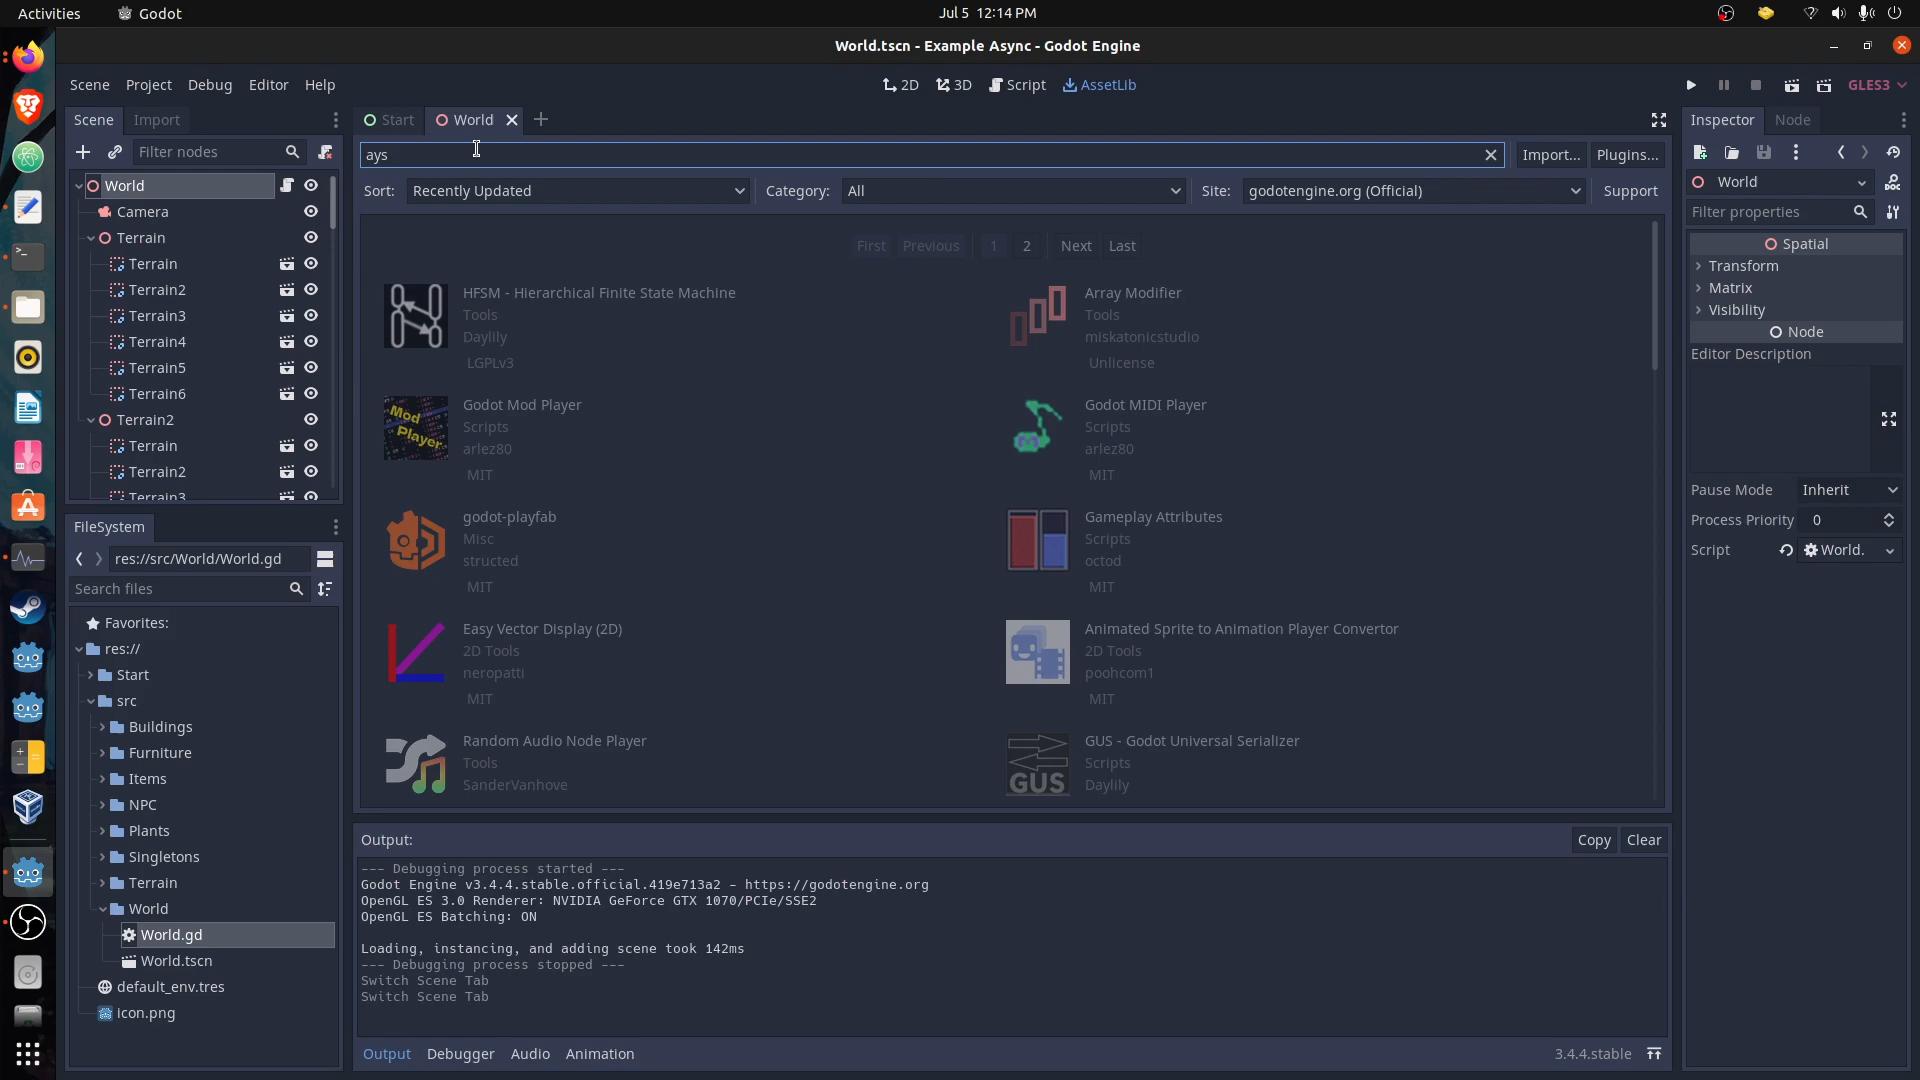 Activities
Godot
Jul 5 12:14 PM
World.tscn - Example Async - Godot Engine
Scene Project Debug Editor Help
2D 3D Script AssetLib
GLES3
Scene Import
Filter nodes
World
Camera
Terrain
Terrain
Terrain2
Terrain3
Terrain4
Terrain5
Terrain6
Terrain2
Terrain
Terrain2
Terrain3
FileSystem
res://src/World/World.gd
Search files
Favorites:
res://
Start
src
Buildings
Furniture
Items
NPC
Plants
Singletons
Terrain
World
World.gd
World.tscn
default_env.tres
icon.png
Start World
ays
Import... Plugins...
Sort: Recently Updated Category: All Site: godotengine.org (Official) Support
First Previous 1 2 Next Last
HFSM - Hierarchical Finite State Machine
Tools
Daylily
LGPLv3
Array Modifier
Tools
miskatonicstudio
Unlicense
Mod Player
Godot Mod Player
Scripts
arlez80
MIT
Godot MIDI Player
Scripts
arlez80
MIT
godot-playfab
Misc
structed
MIT
Gameplay Attributes
Scripts
octod
MIT
Easy Vector Display (2D)
2D Tools
neropatti
MIT
Animated Sprite to Animation Player Convertor
2D Tools
poohcom1
MIT
Random Audio Node Player
Tools
SanderVanhove
GUS
GUS - Godot Universal Serializer
Scripts
Daylily
Output:
Copy Clear
--- Debugging process started ---
Godot Engine v3.4.4.stable.official.419e713a2 - https://godotengine.org
OpenGL ES 3.0 Renderer: NVIDIA GeForce GTX 1070/PCIe/SSE2
OpenGL ES Batching: ON
Loading, instancing, and adding scene took 142ms
--- Debugging process stopped ---
Switch Scene Tab
Switch Scene Tab
Output Debugger Audio Animation
3.4.4.stable
Inspector Node
World
Filter properties
Spatial
Transform
Matrix
Visibility
Node
Editor Description
Pause Mode Inherit
Process Priority 0
Script World.